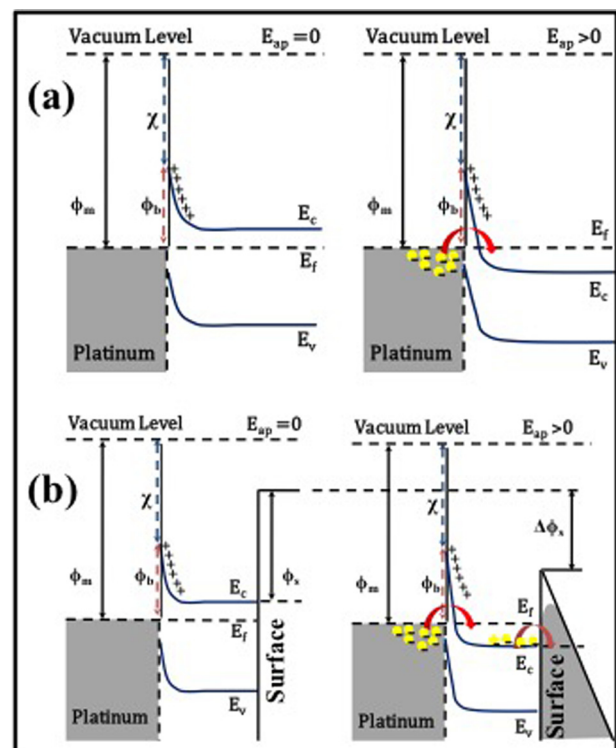 Vacuum Level E_ap=0
Vacuum Level E_ap>0
(a)
χ
ϕ_m
ϕ_b
+ + + + + +
E_c
E_f
E_v
Platinum
χ
ϕ_m
ϕ_b
+ + + + + +
E_f
E_c
E_v
Platinum
Vacuum Level E_ap=0
Vacuum Level E_ap>0
(b)
χ
ϕ_m
ϕ_b
+ + + + + +
E_c
ϕ_s
E_f
E_v
Platinum
Surface
χ
Δϕ_s
ϕ_m
ϕ_b
+ + + + + +
E_f
E_c
E_v
Platinum
Surface